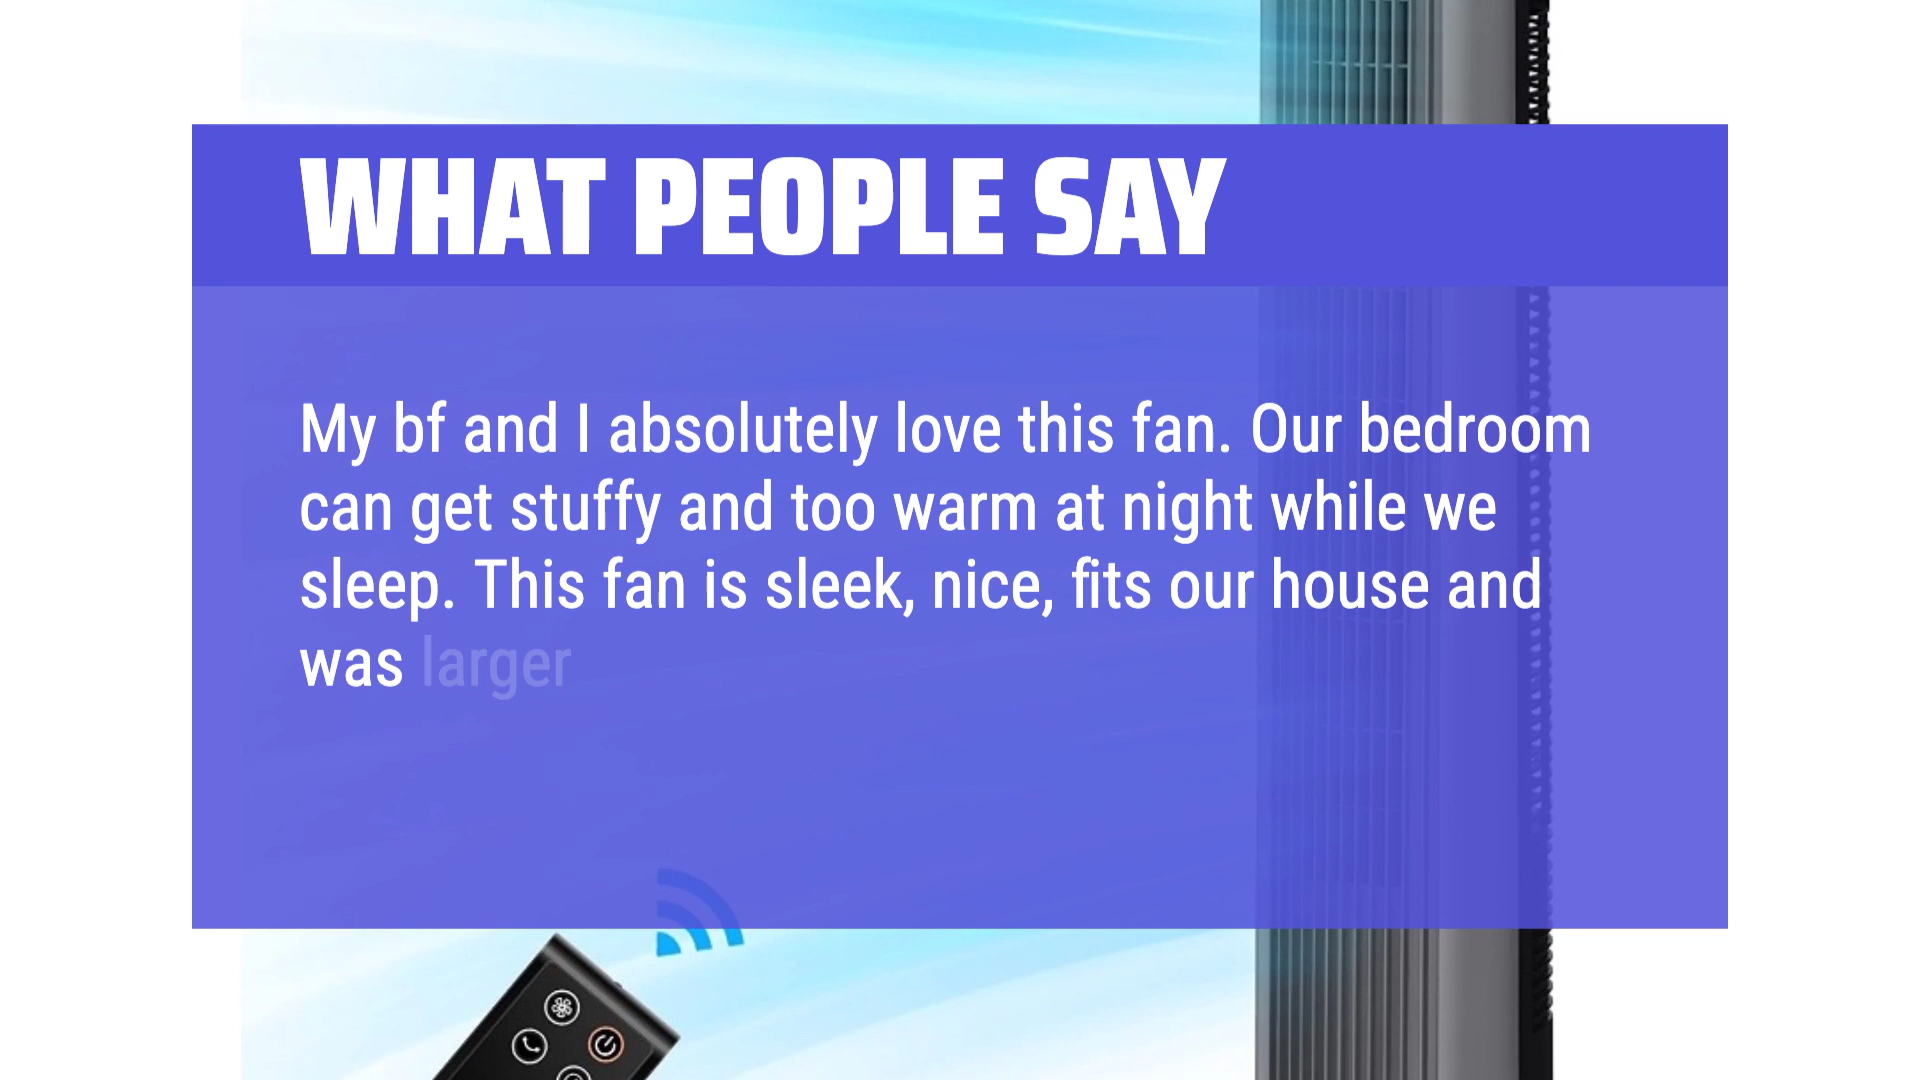 WHAT PEOPLE SAY
My bf and I absolutely love this fan. Our bedroom
can get stuffy and too warm at night while we
sleep. This fan is sleek, nice, fits our house and
was larger